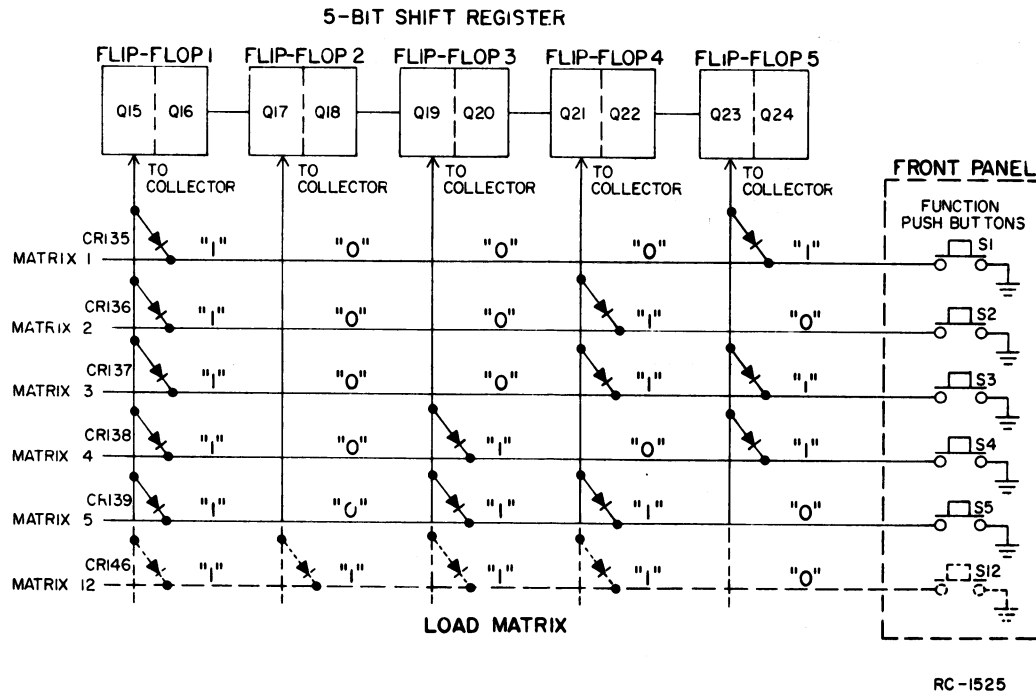 5-BIT SHIFT REGISTER
FLIP-FLOP 1 FLIP-FLOP 2 FLIP-FLOP 3 FLIP-FLOP 4 FLIP-FLOP 5
Q15 Q16 Q17 Q18 Q19 Q20 Q21 Q22 Q23 Q24
TO COLLECTOR TO COLLECTOR TO COLLECTOR TO COLLECTOR TO COLLECTOR
FRONT PANEL
FUNCTION
PUSH BUTTONS
CR135 "1" "0" "0" "0" "1" S1
MATRIX 1
CR136 "1" "0" "0" "1" "0" S2
MATRIX 2
CR137 "1" "0" "0" "1" "1" S3
MATRIX 3
CR138 "1" "0" "1" "0" "1" S4
MATRIX 4
CR139 "1" "0" "1" "1" "0" S5
MATRIX 5
CR146 "1" "1" "1" "1" "0" S12
MATRIX 12
LOAD MATRIX
RC-1525